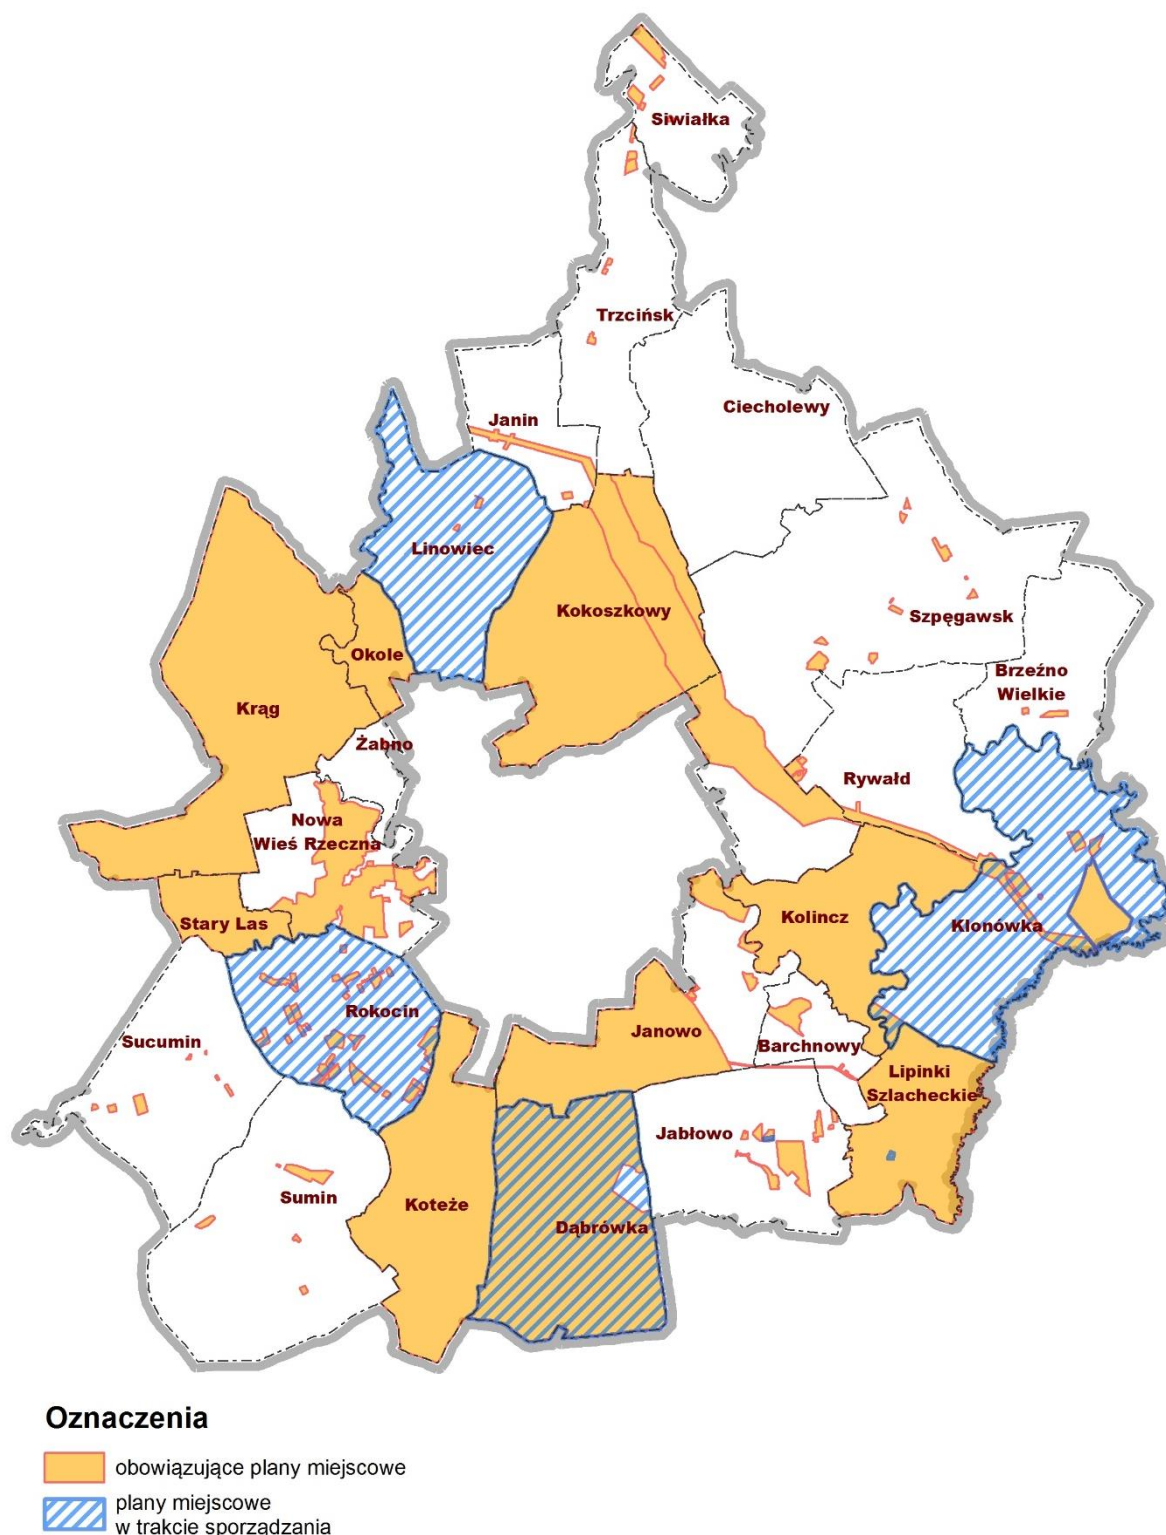 Siwiałka
Trzcińsk
Ciecholewy
Janin
Linowiec
Kokoszkowy
Szpęgawsk
Okole
Brzeźno
Wielkie
Krąg
Żabno
Rywałd
Nowa
Wieś Rzeczna
Stary Las
Kolincz
Klonówka
Rokocin
Janowo
Sucumin
Barchnowy
Lipinki
Szlacheckie
Jabłowo
Sumin
Koteże
Dąbrówka
Oznaczenia
obowiązujące plany miejscowe
plany miejscowe
w trakcie sporządzania